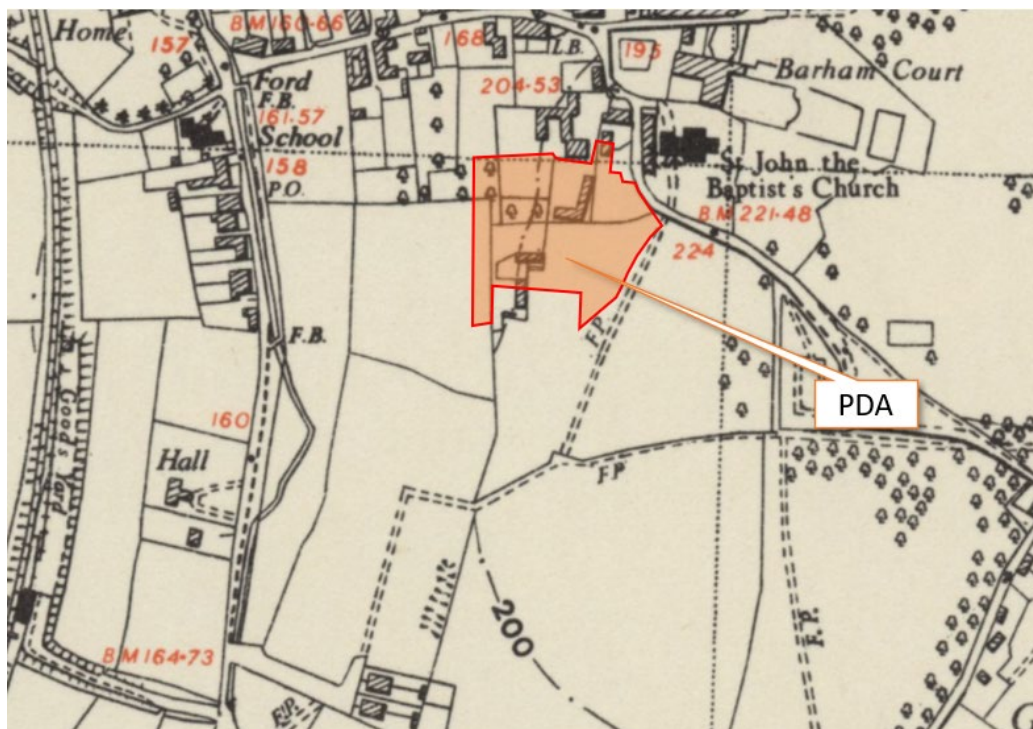 BM 160·66
Home
157
168
L.B.
195
Barham Court
Ford
F.B.
204·53
161·57
School
158
P.O.
St John the
Baptist's Church
BM 221·48
224
F.B.
F.P.
PDA
160
Hall
F.P.
& Goods Yard
200
F.P.
BM 164·73
F.P.